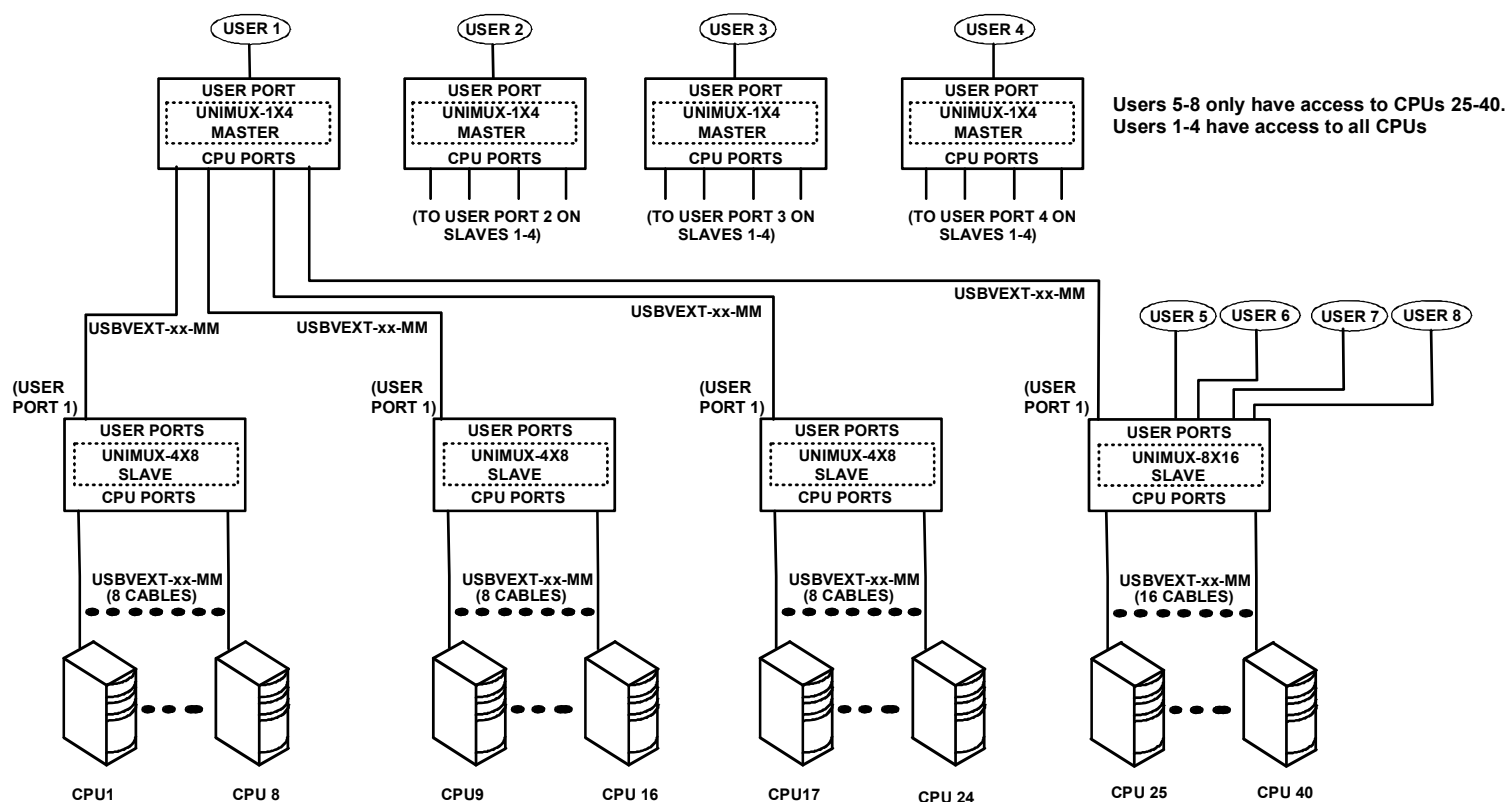 USER 1
USER 2
USER 3
USER 4
USER PORT
UNIMUX-1X4
MASTER
CPU PORTS
USER PORT
UNIMUX-1X4
MASTER
CPU PORTS
USER PORT
UNIMUX-1X4
MASTER
CPU PORTS
USER PORT
UNIMUX-1X4
MASTER
CPU PORTS
Users 5-8 only have access to CPUs 25-40.
Users 1-4 have access to all CPUs
(TO USER PORT 2 ON
SLAVES 1-4)
(TO USER PORT 3 ON
SLAVES 1-4)
(TO USER PORT 4 ON
SLAVES 1-4)
USBVEXT-xx-MM
USBVEXT-xx-MM
USBVEXT-xx-MM
USBVEXT-xx-MM
USER 5
USER 6
USER 7
USER 8
(USER
PORT 1)
(USER
PORT 1)
(USER
PORT 1)
(USER
PORT 1)
USER PORTS
UNIMUX-4X8
SLAVE
CPU PORTS
USER PORTS
UNIMUX-4X8
SLAVE
CPU PORTS
USER PORTS
UNIMUX-4X8
SLAVE
CPU PORTS
USER PORTS
UNIMUX-8X16
SLAVE
CPU PORTS
USBVEXT-xx-MM
(8 CABLES)
USBVEXT-xx-MM
(8 CABLES)
USBVEXT-xx-MM
(8 CABLES)
USBVEXT-xx-MM
(16 CABLES)
CPU1
CPU 8
CPU9
CPU 16
CPU17
CPU 24
CPU 25
CPU 40